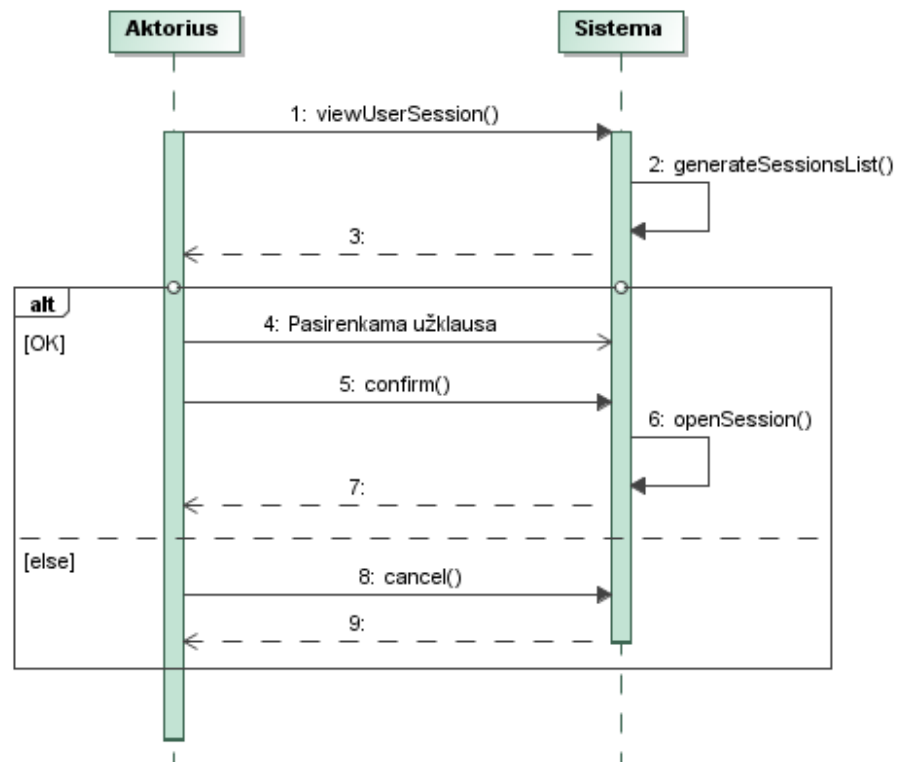 Aktorius
Sistema
1: viewUserSession()
2: generateSessionsList()
3:
alt
[OK]
4: Pasirenkama užklausa
5: confirm()
6: openSession()
7:
[else]
8: cancel()
9: